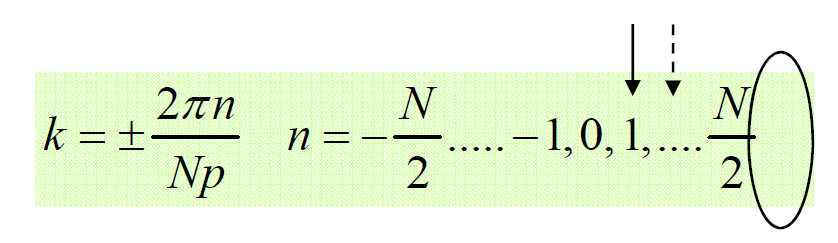 k = ± 2πn/Np    n = −N/2 ..... −1, 0, 1, .... N/2